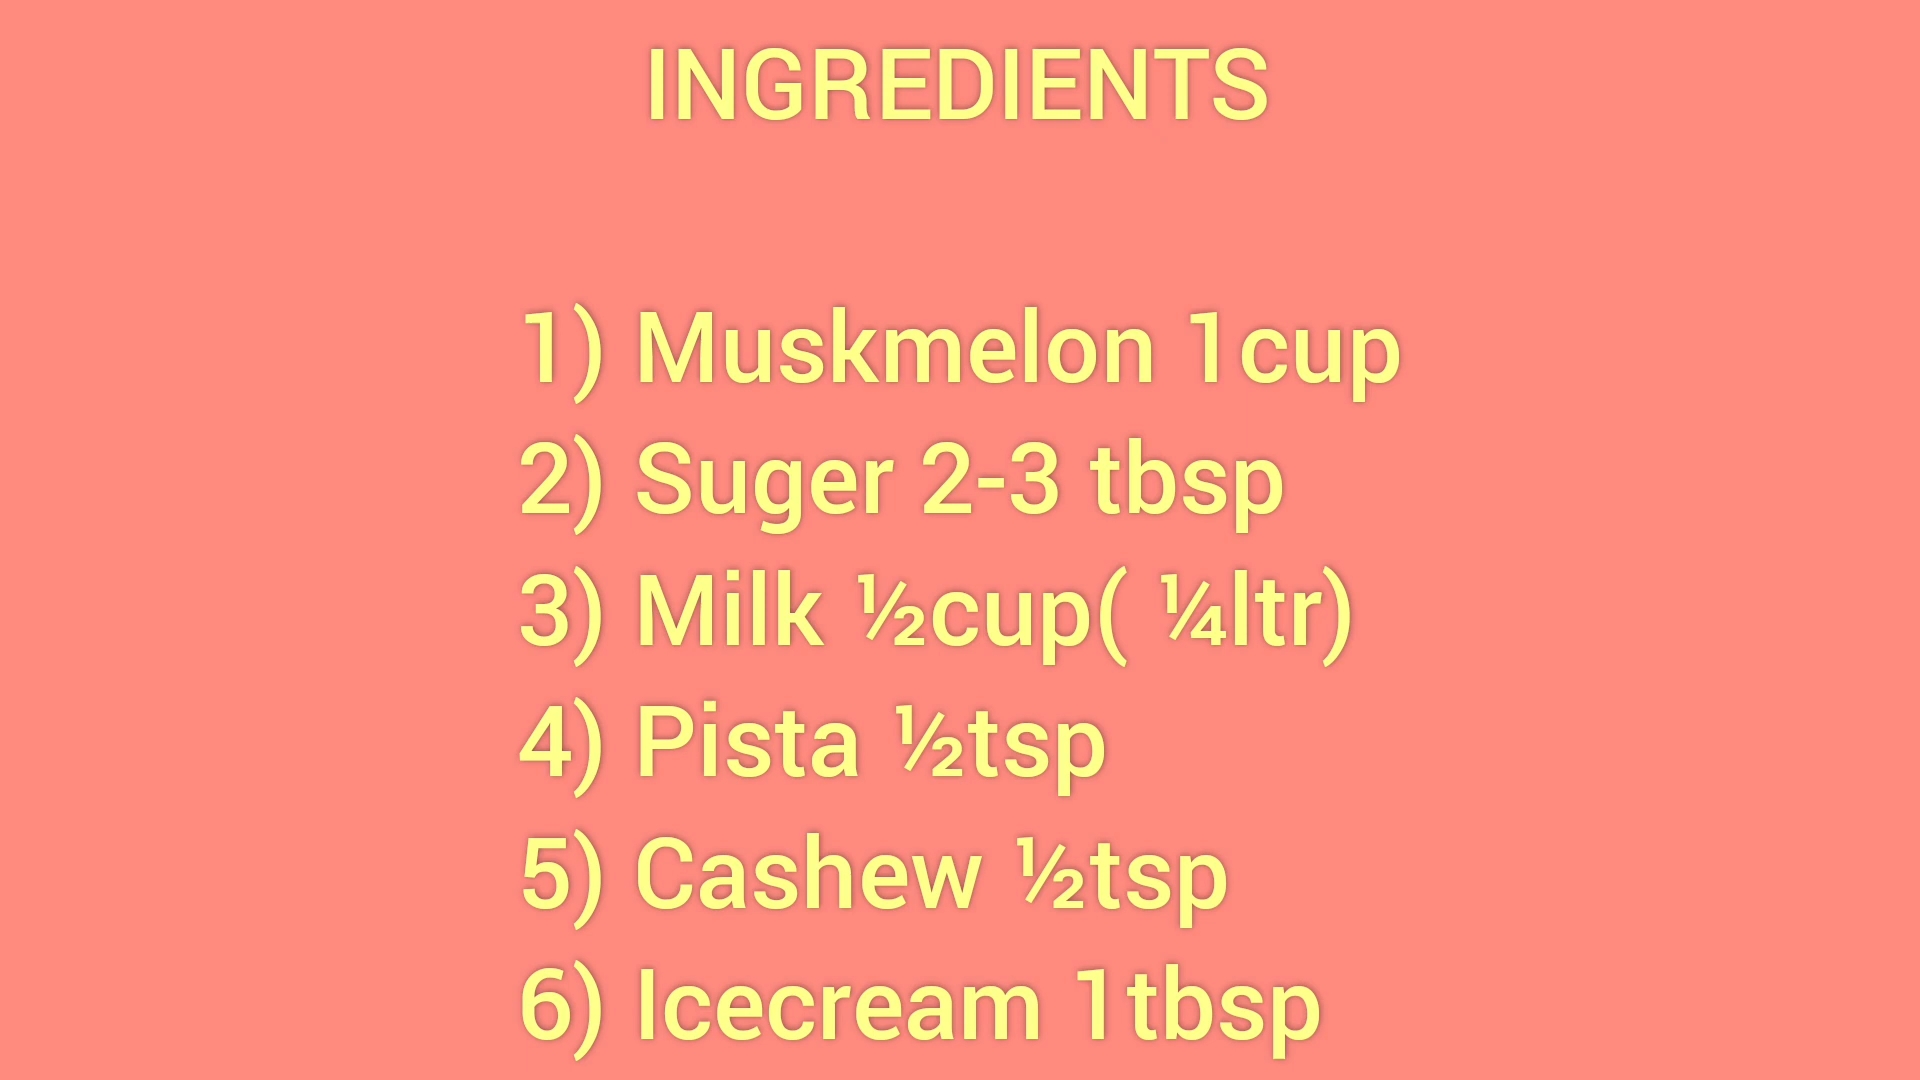 INGREDIENTS
1) Muskmelon 1cup
2) Suger 2-3 tbsp
3) Milk ½cup( ¼ltr)
4) Pista ½tsp
5) Cashew ½tsp
6) Icecream 1tbsp